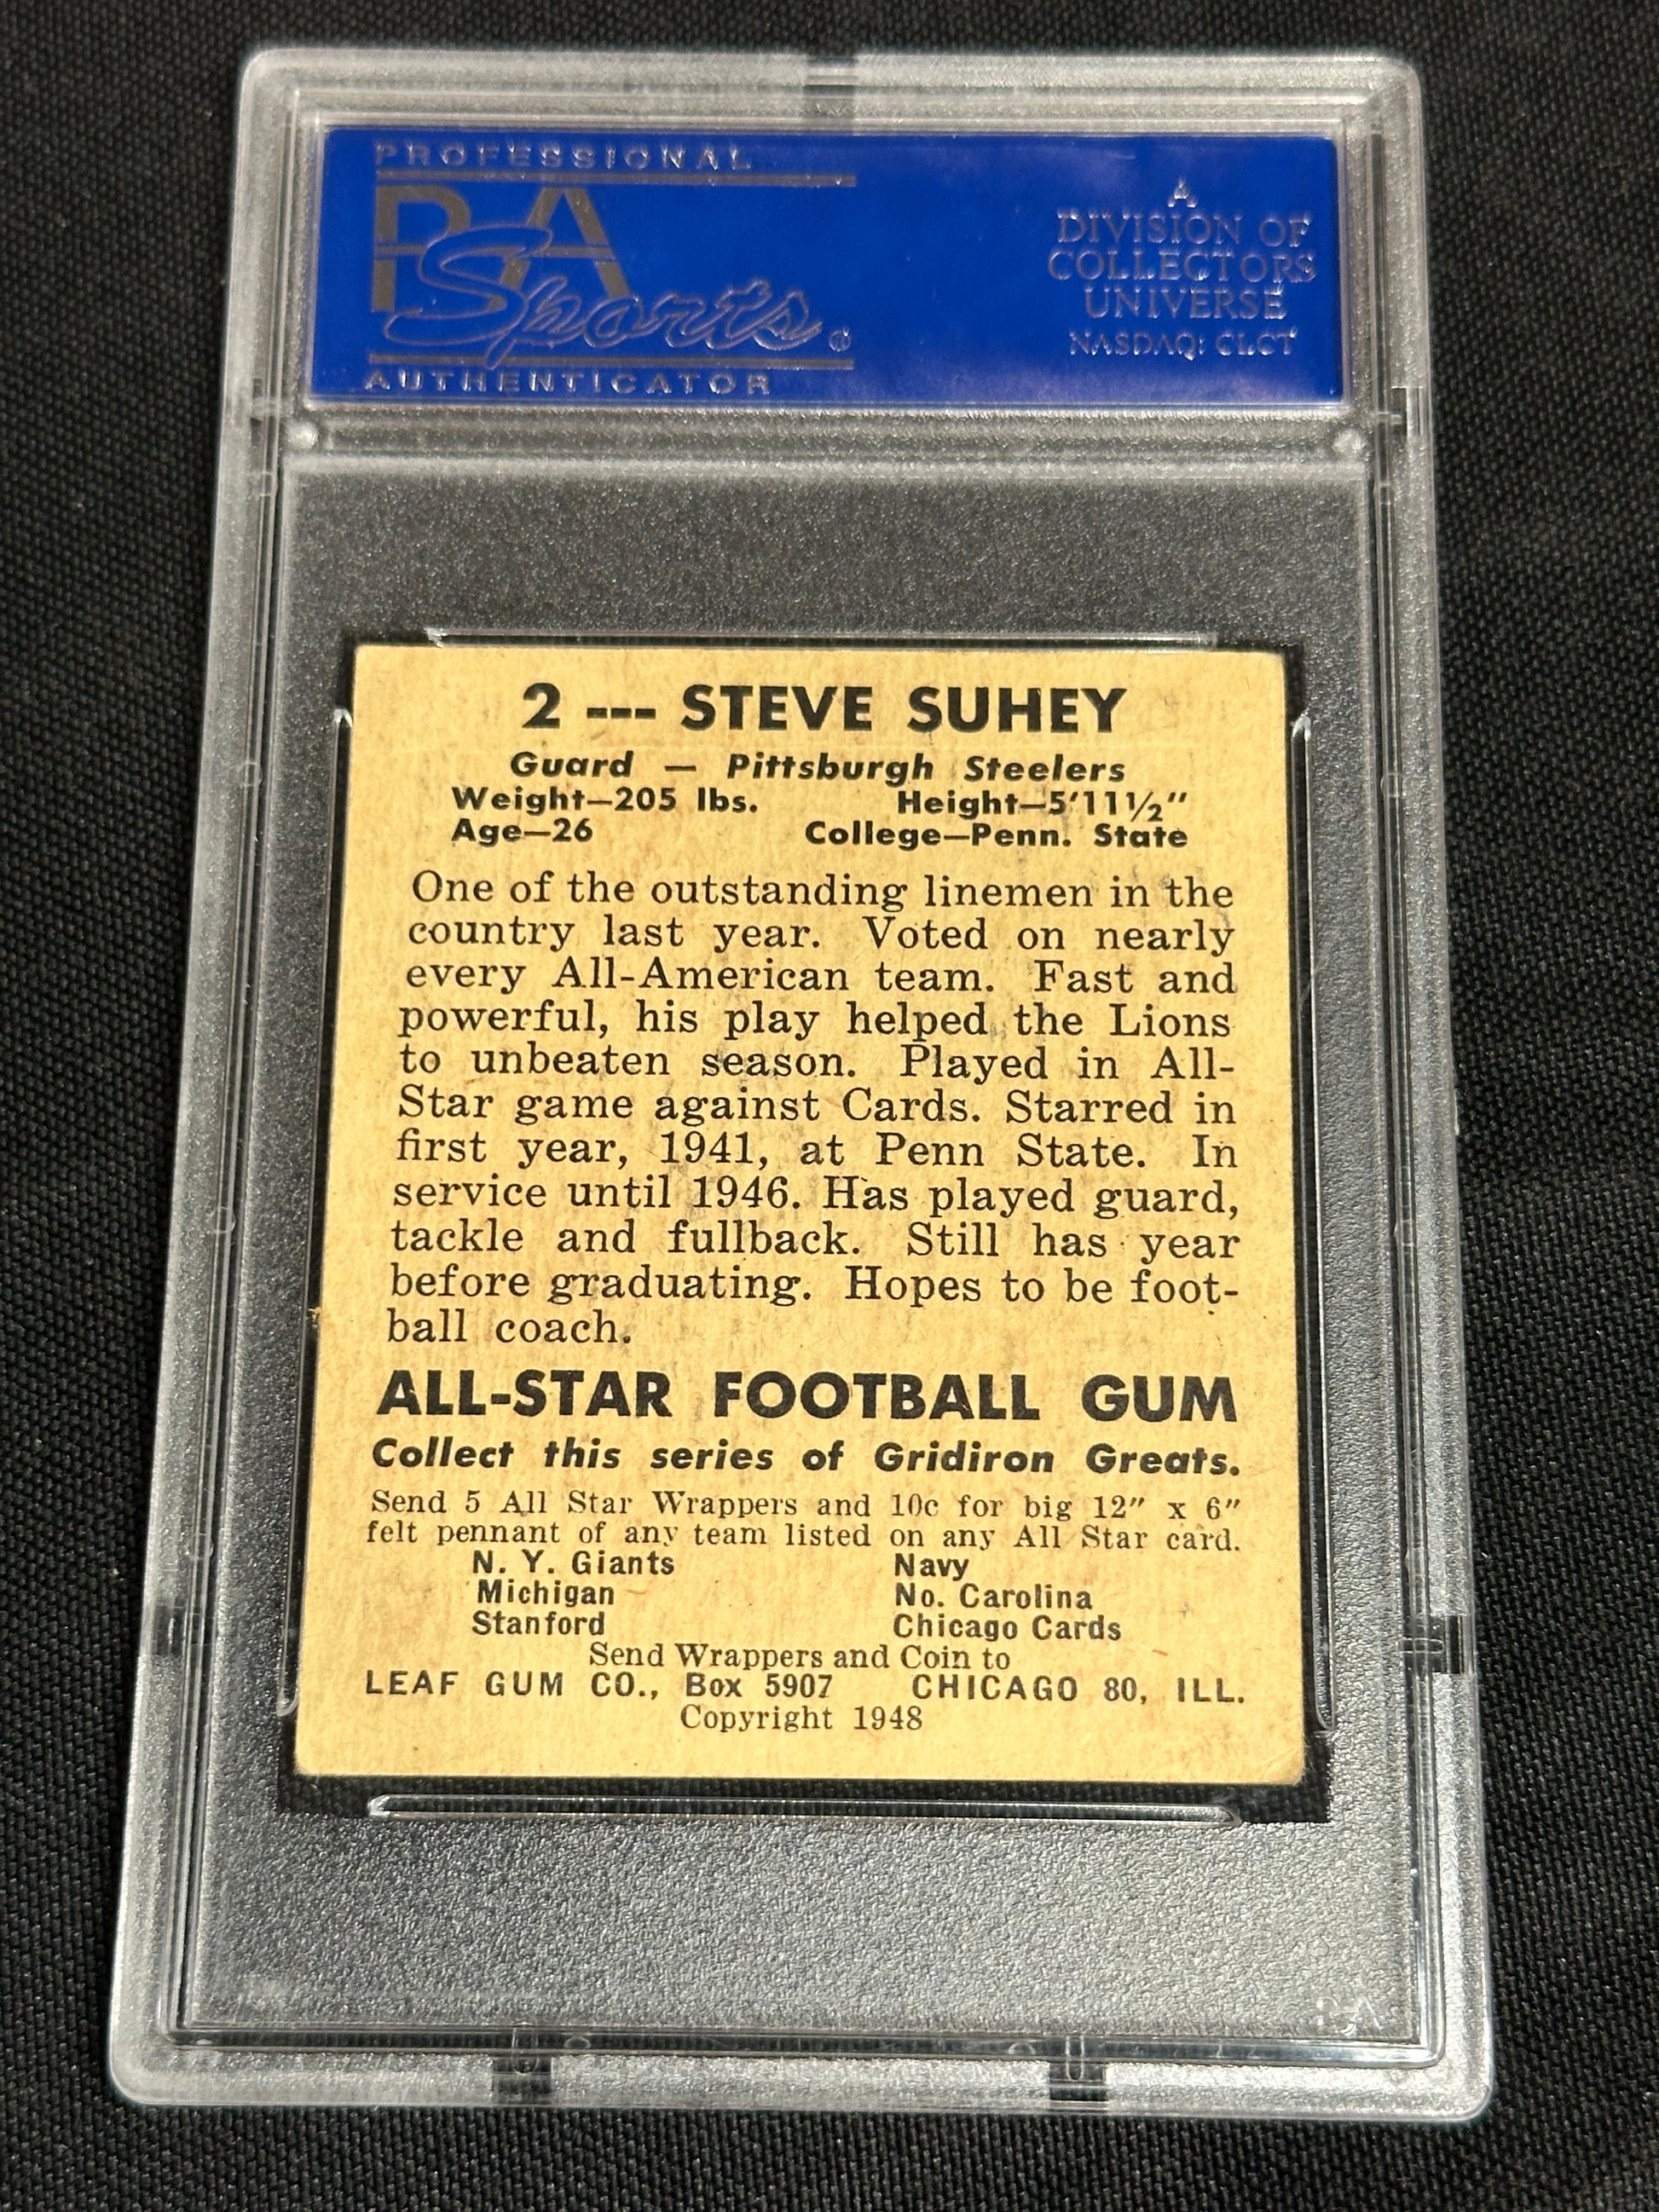 PROFESSIONAL
PSA
Sports®
AUTHENTICATOR
A
DIVISION OF
COLLECTORS
UNIVERSE
NASDAQ: CLCT
2 --- STEVE SUHEY
Guard — Pittsburgh Steelers
Weight—205 lbs. Height—5'11½"
Age—26 College—Penn. State
One of the outstanding linemen in the
country last year. Voted on nearly
every All-American team. Fast and
powerful, his play helped the Lions
to unbeaten season. Played in All-
Star game against Cards. Starred in
first year, 1941, at Penn State. In
service until 1946. Has played guard,
tackle and fullback. Still has year
before graduating. Hopes to be foot-
ball coach.
ALL-STAR FOOTBALL GUM
Collect this series of Gridiron Greats.
Send 5 All Star Wrappers and 10c for big 12" x 6"
felt pennant of any team listed on any All Star card.
N. Y. Giants Navy
Michigan No. Carolina
Stanford Chicago Cards
Send Wrappers and Coin to
LEAF GUM CO., Box 5907 CHICAGO 80, ILL.
Copyright 1948
PSA